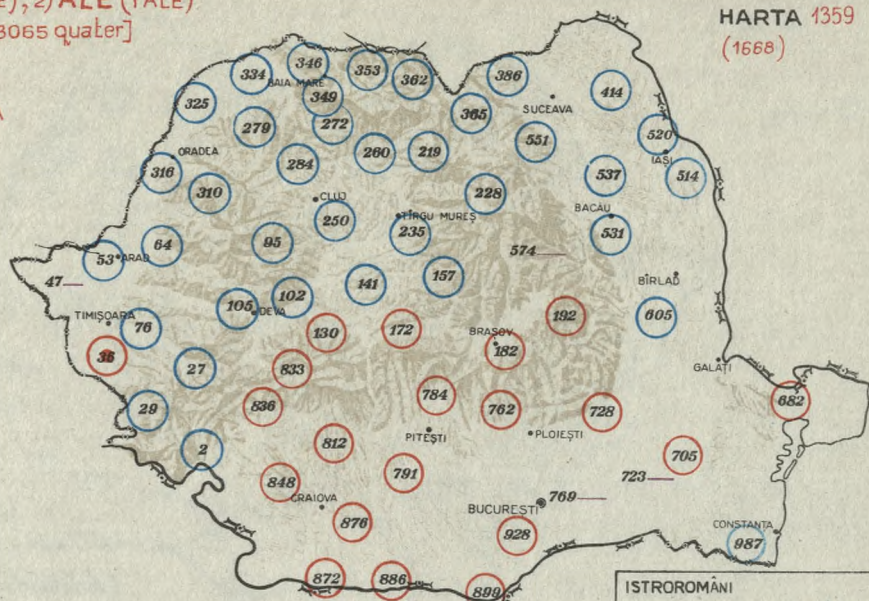 E), 2) ALE (TALE)
3065 quater]
HARTA 1359
(1668)
346
334
353
362
386
BAIA MARE
349
414
325
365
SUCEAVA
279
272
520
551
260
219
IAȘI
ORADEA
284
316
537
514
310
228
CLUJ
250
TÎRGU MUREȘ
BACĂU
235
531
64
95
574
53
ARAD
47
141
157
BÎRLAD
102
105
DEVA
192
605
TIMIȘOARA
76
130
172
BRAȘOV
182
36
27
833
GALAȚI
784
836
762
728
682
29
PITEȘTI
PLOIEȘTI
2
812
705
848
791
723
CRAIOVA
769
BUCUREȘTI
876
928
CONSTANȚA
987
872
886
899
ISTROROMÂNI